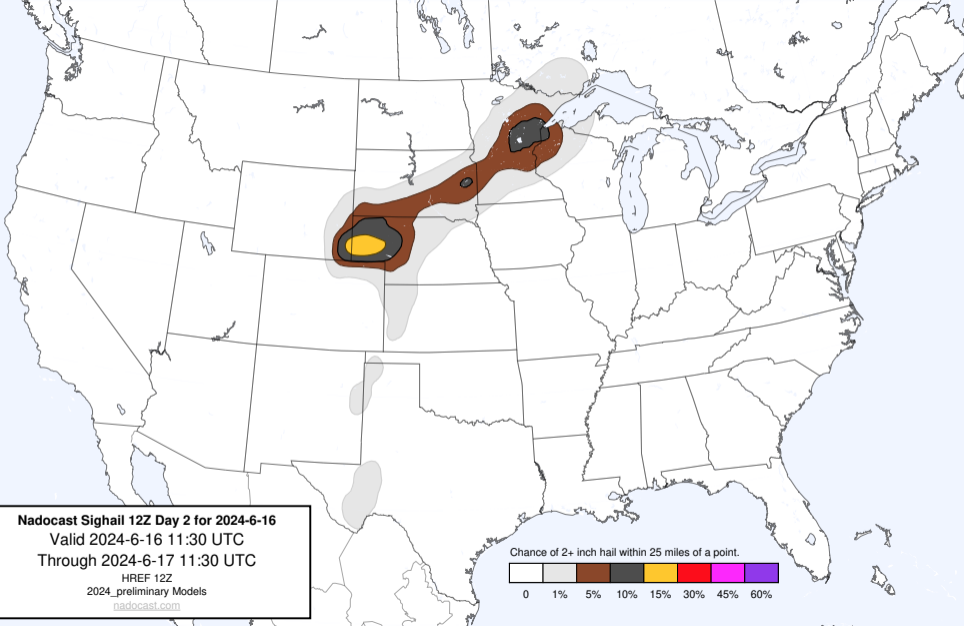 Nadocast Sighail 12Z Day 2 for 2024-6-16
Valid 2024-6-16 11:30 UTC
Through 2024-6-17 11:30 UTC
HREF 12Z
2024_preliminary Models
nadocast.com
Chance of 2+ inch hail within 25 miles of a point.
0 1% 5% 10% 15% 30% 45% 60%